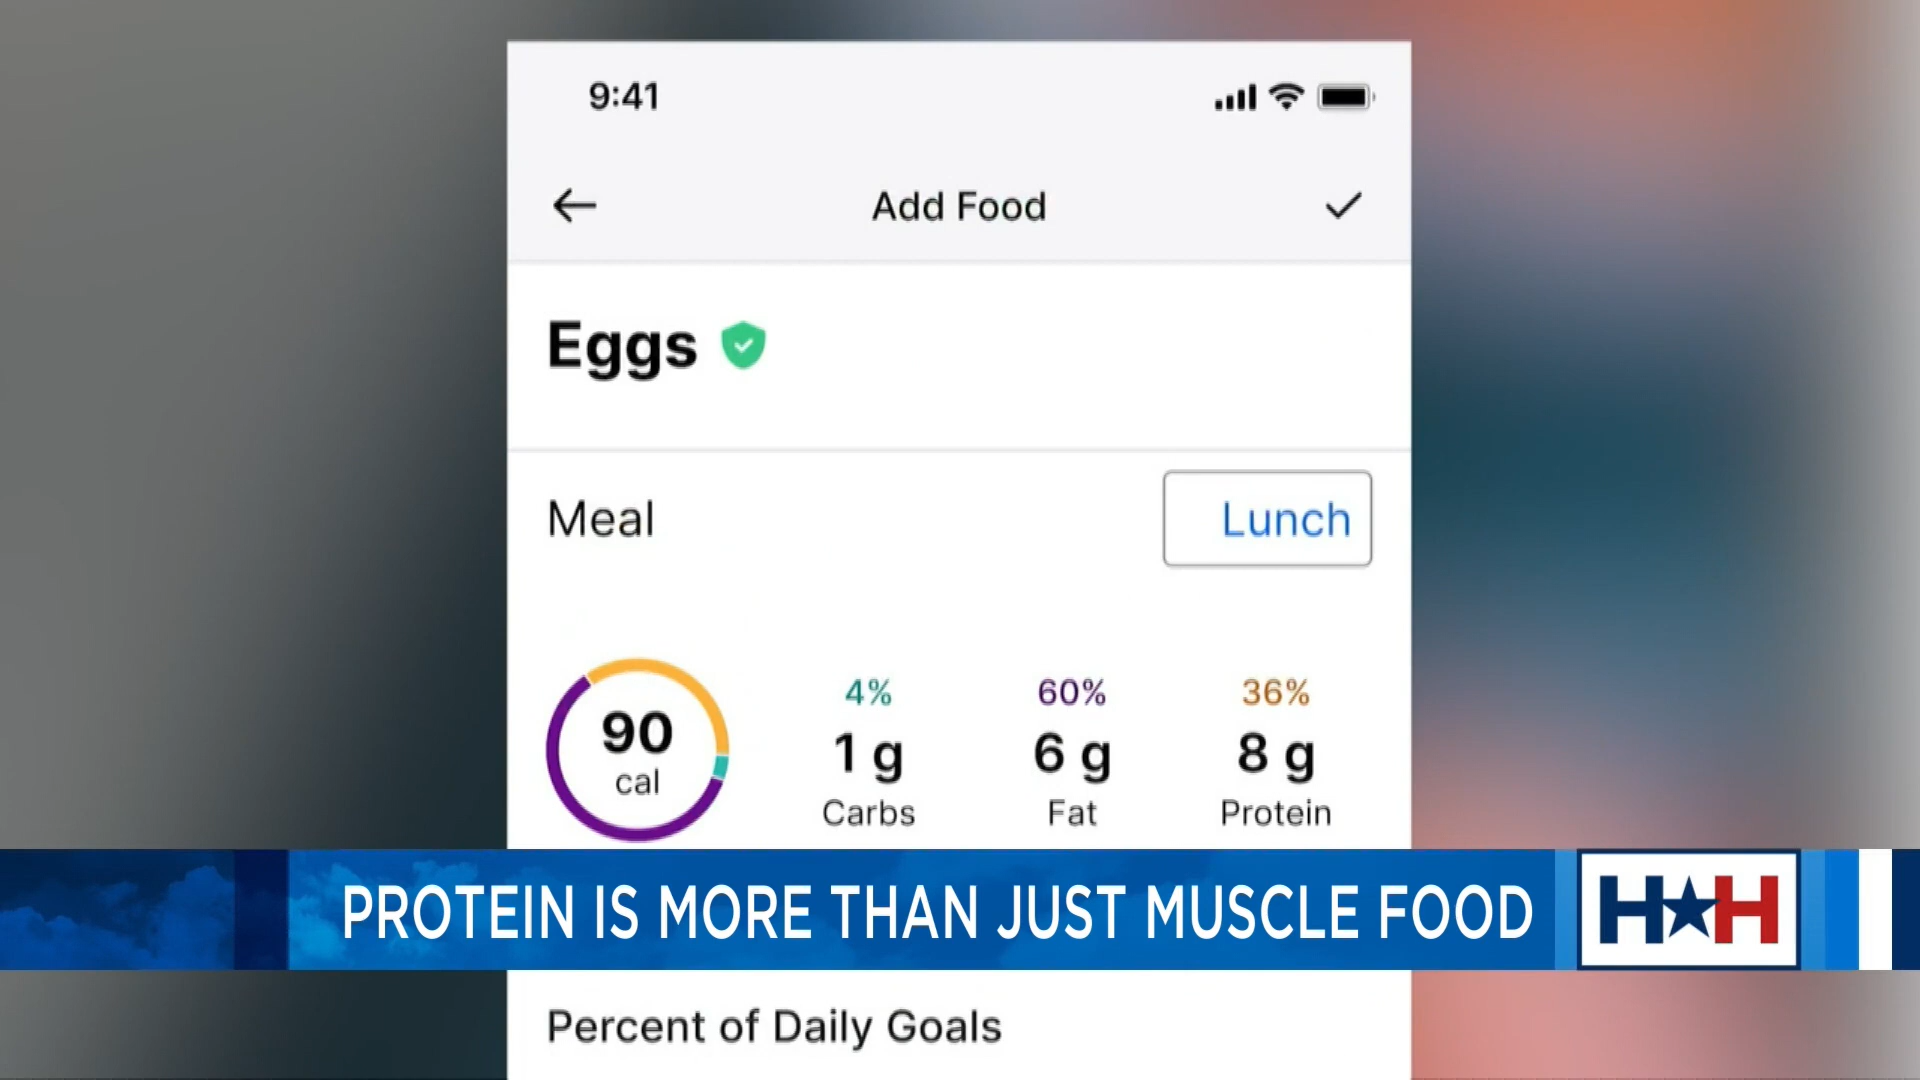 9:41
Add Food
Eggs
Meal
Lunch
90
cal
4%
1 g
Carbs
60%
6 g
Fat
36%
8 g
Protein
PROTEIN IS MORE THAN JUST MUSCLE FOOD
H★H
Percent of Daily Goals